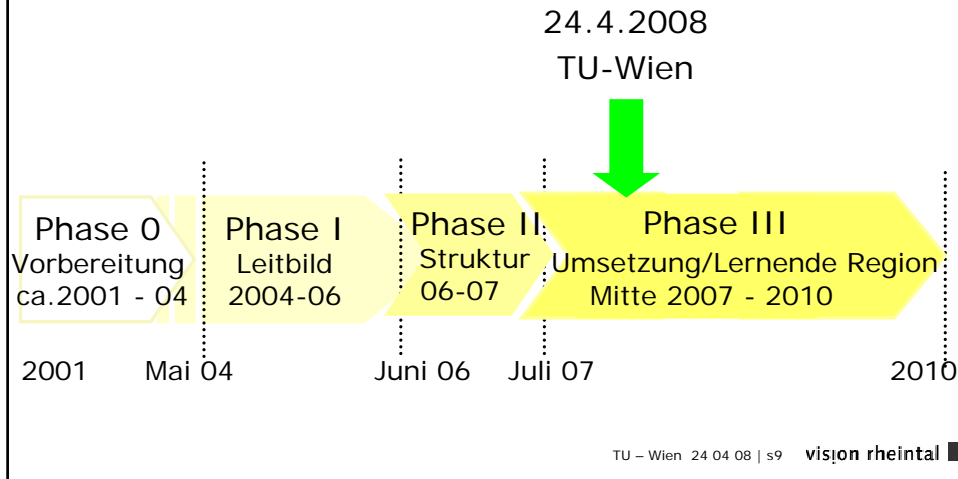 24.4.2008
TU-Wien
Phase 0
Vorbereitung
ca.2001 - 04
Phase I
Leitbild
2004-06
Phase II
Struktur
06-07
Phase III
Umsetzung/Lernende Region
Mitte 2007 - 2010
2001
Mai 04
Juni 06
Juli 07
2010
TU – Wien 24 04 08 | s9 vision rheintal